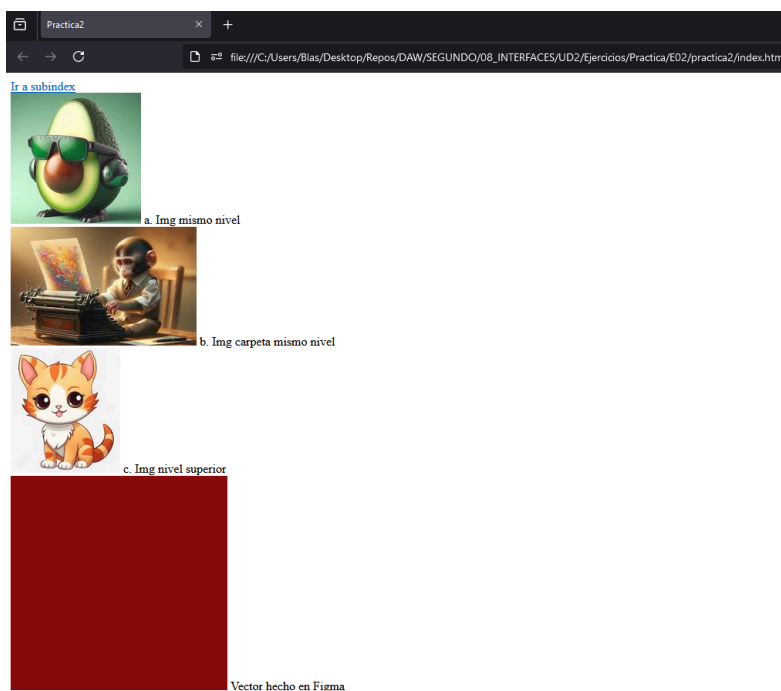 Practica2
file:///C:/Users/Blas/Desktop/Repos/DAW/SEGUNDO/08_INTERFACES/UD2/Ejercicios/Practica/E02/practica2/index.htm
Ir a subindex
a. Img mismo nivel
b. Img carpeta mismo nivel
c. Img nivel superior
Vector hecho en Figma